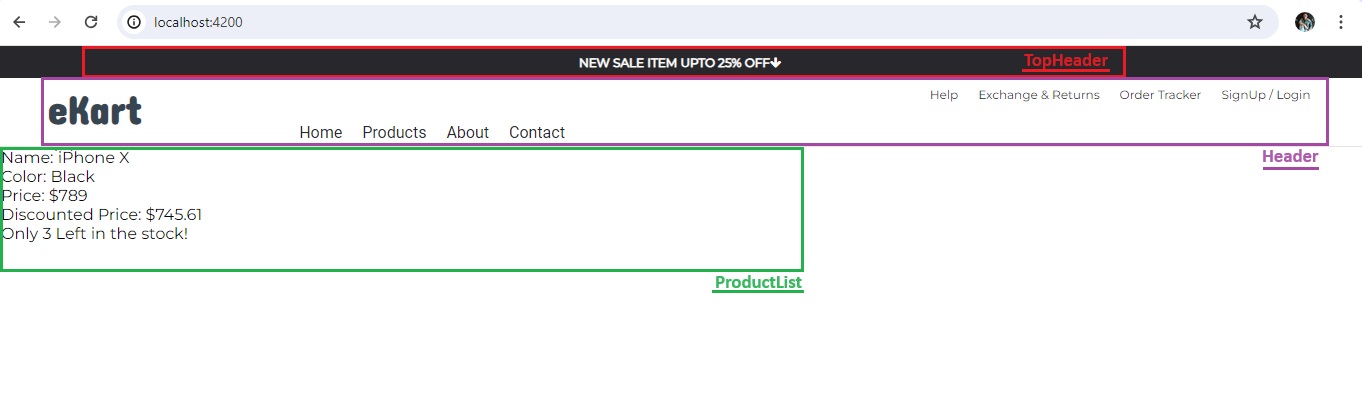 localhost:4200
NEW SALE ITEM UPTO 25% OFF↓
TopHeader
Help Exchange & Returns Order Tracker SignUp / Login
eKart
Home Products About Contact
Header
Name: iPhone X
Color: Black
Price: $789
Discounted Price: $745.61
Only 3 Left in the stock!
ProductList